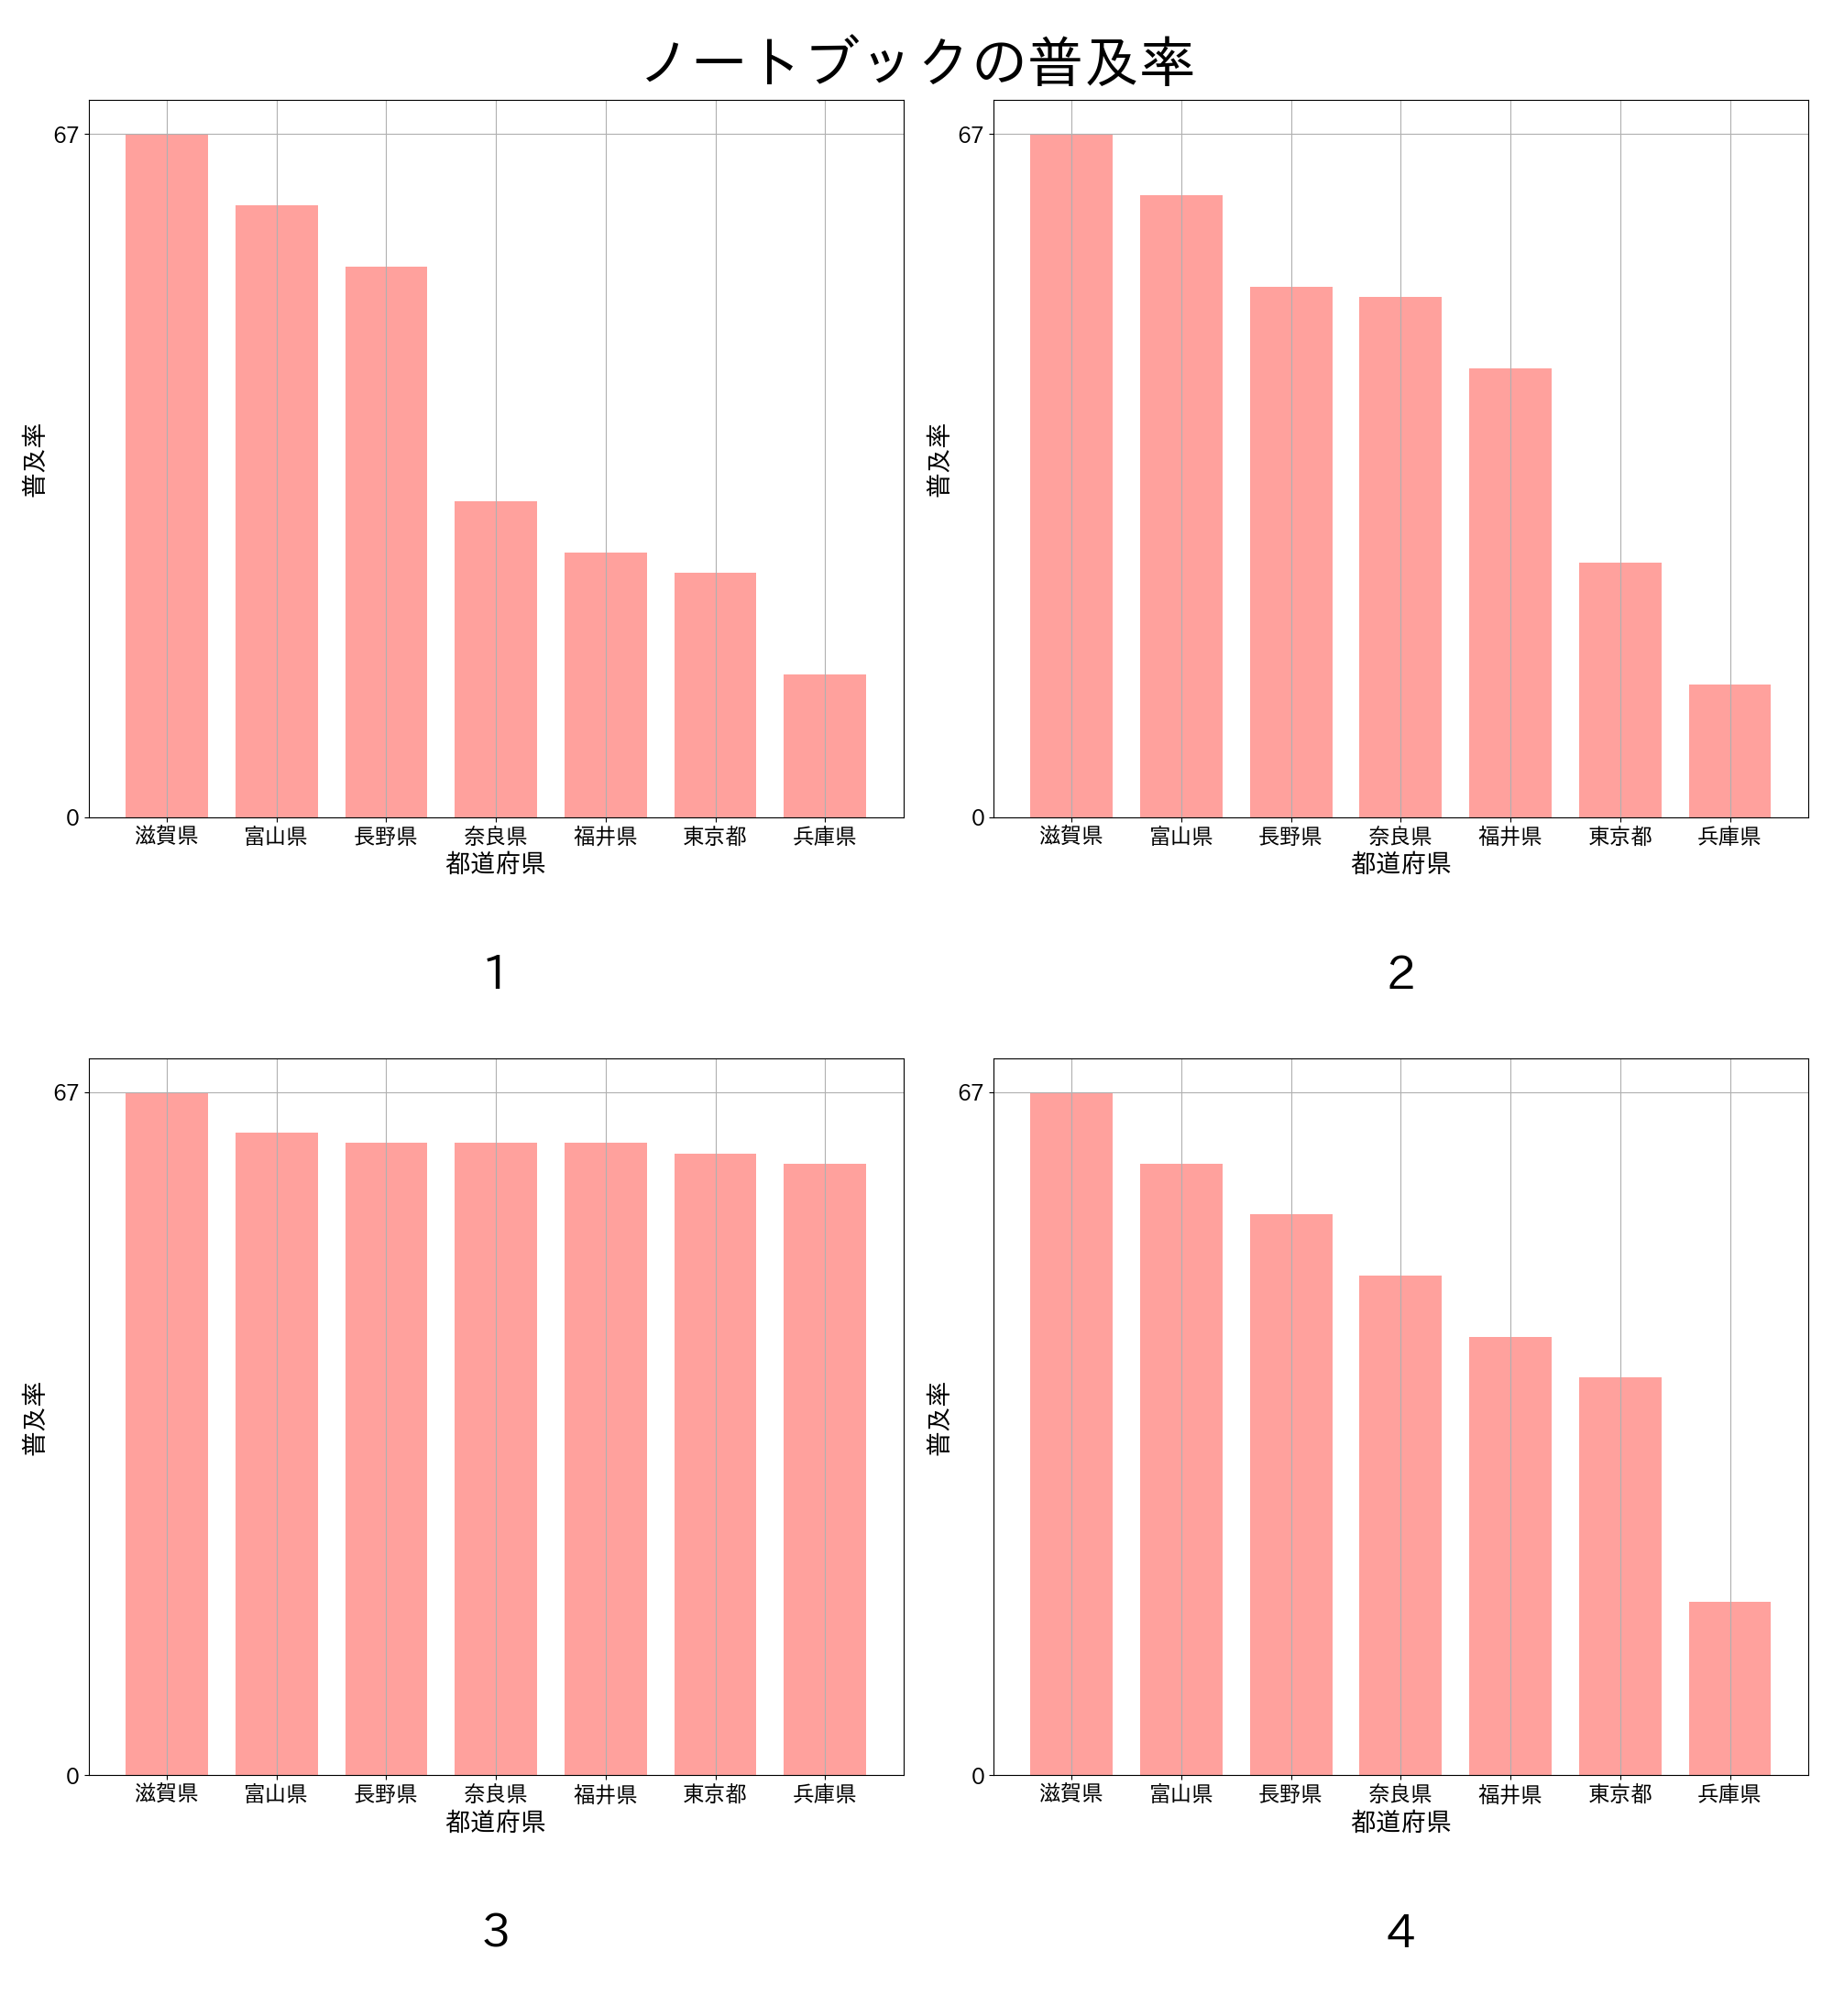 ノートブックの普及率
67
0
普及率
滋賀県 富山県 長野県 奈良県 福井県 東京都 兵庫県
都道府県
1
67
0
普及率
滋賀県 富山県 長野県 奈良県 福井県 東京都 兵庫県
都道府県
2
67
0
普及率
滋賀県 富山県 長野県 奈良県 福井県 東京都 兵庫県
都道府県
3
67
0
普及率
滋賀県 富山県 長野県 奈良県 福井県 東京都 兵庫県
都道府県
4